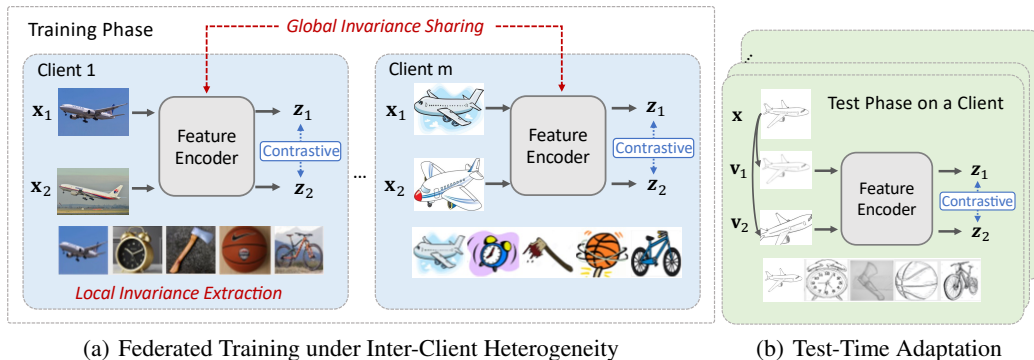 Training Phase
Global Invariance Sharing
Client 1
x₁
Feature
Encoder
z₁
Contrastive
x₂
z₂
Local Invariance Extraction
...
Client m
x₁
Feature
Encoder
z₁
Contrastive
x₂
z₂
...
Test Phase on a Client
x
v₁
Feature
Encoder
z₁
Contrastive
v₂
z₂
(a) Federated Training under Inter-Client Heterogeneity
(b) Test-Time Adaptation